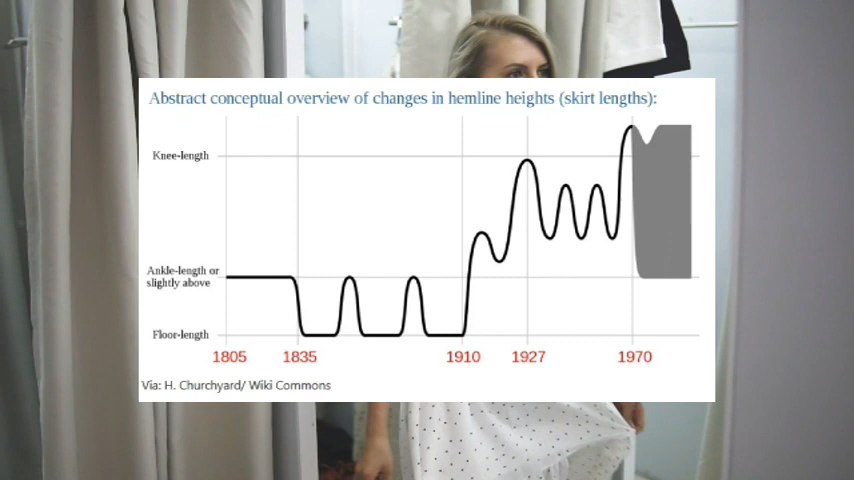 Abstract conceptual overview of changes in hemline heights (skirt lengths):
Knee-length
Ankle-length or
slightly above
Floor-length
1805 1835 1910 1927 1970
Via: H. Churchyard/ Wiki Commons